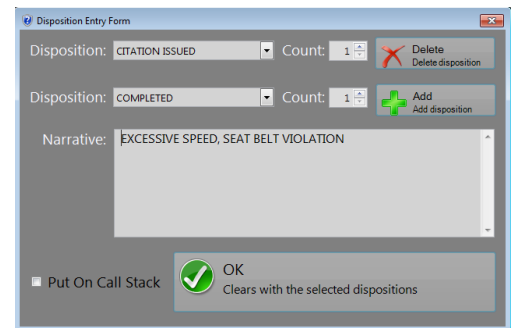 Disposition Entry Form
Disposition: CITATION ISSUED Count: 1 Delete
Delete disposition
Disposition: COMPLETED Count: 1 Add
Add disposition
Narrative: EXCESSIVE SPEED, SEAT BELT VIOLATION
Put On Call Stack OK
Clears with the selected dispositions